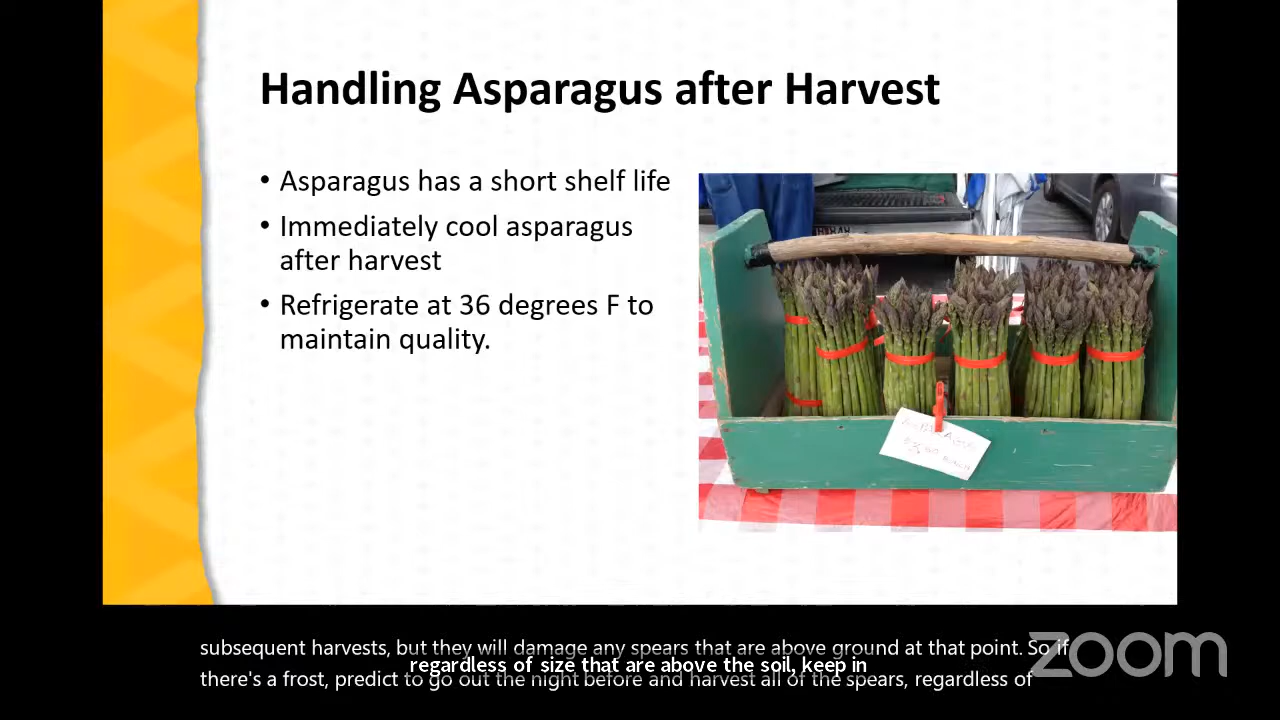 Handling Asparagus after Harvest
• Asparagus has a short shelf life
• Immediately cool asparagus
after harvest
• Refrigerate at 36 degrees F to
maintain quality.
subsequent harvests, but they will damage any spears that are above ground at that point. So if
regardless of size that are above the soil, keep in
there's a frost, predict to go out the night before and harvest all of the spears, regardless of
zoom